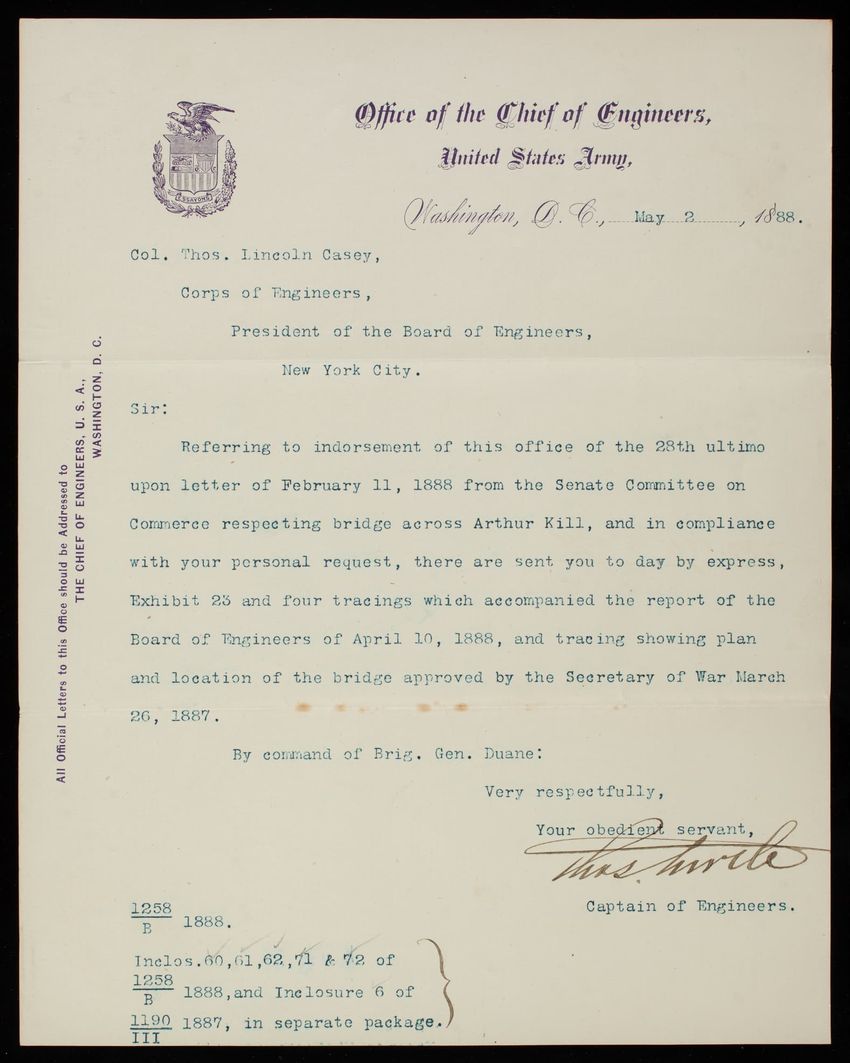 Office of the Chief of Engineers,
United States Army,
ESSAYONS
Washington, D. C., May 2, 1888.
All Official Letters to this Office should be Addressed to
THE CHIEF OF ENGINEERS, U. S. A.,
WASHINGTON, D. C.
Col. Thos. Lincoln Casey,
Corps of Engineers,
President of the Board of Engineers,
New York City.
Sir:
Referring to indorsement of this office of the 28th ultimo
upon letter of February 11, 1888 from the Senate Committee on
Commerce respecting bridge across Arthur Kill, and in compliance
with your personal request, there are sent you to day by express,
Exhibit 23 and four tracings which accompanied the report of the
Board of Engineers of April 10, 1888, and tracing showing plan
and location of the bridge approved by the Secretary of War March
26, 1887.
By command of Brig. Gen. Duane:
Very respectfully,
Your obedient servant,
Thos. Turtle
Captain of Engineers.
1258
B 1888.
Inclos.60,61,62,71 & 72 of
1258
B 1888,and Inclosure 6 of
1190
III 1887, in separate package.